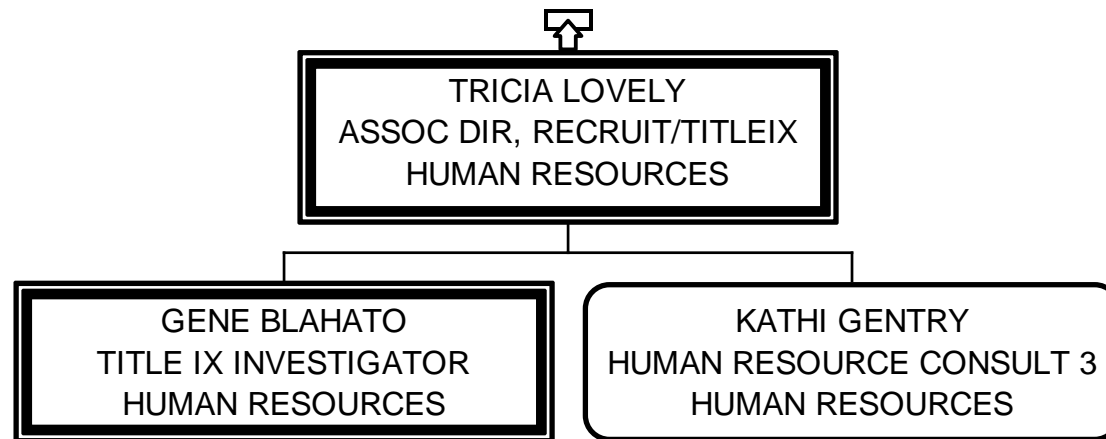 TRICIA LOVELY
ASSOC DIR, RECRUIT/TITLEIX
HUMAN RESOURCES
GENE BLAHATO
TITLE IX INVESTIGATOR
HUMAN RESOURCES
KATHI GENTRY
HUMAN RESOURCE CONSULT 3
HUMAN RESOURCES